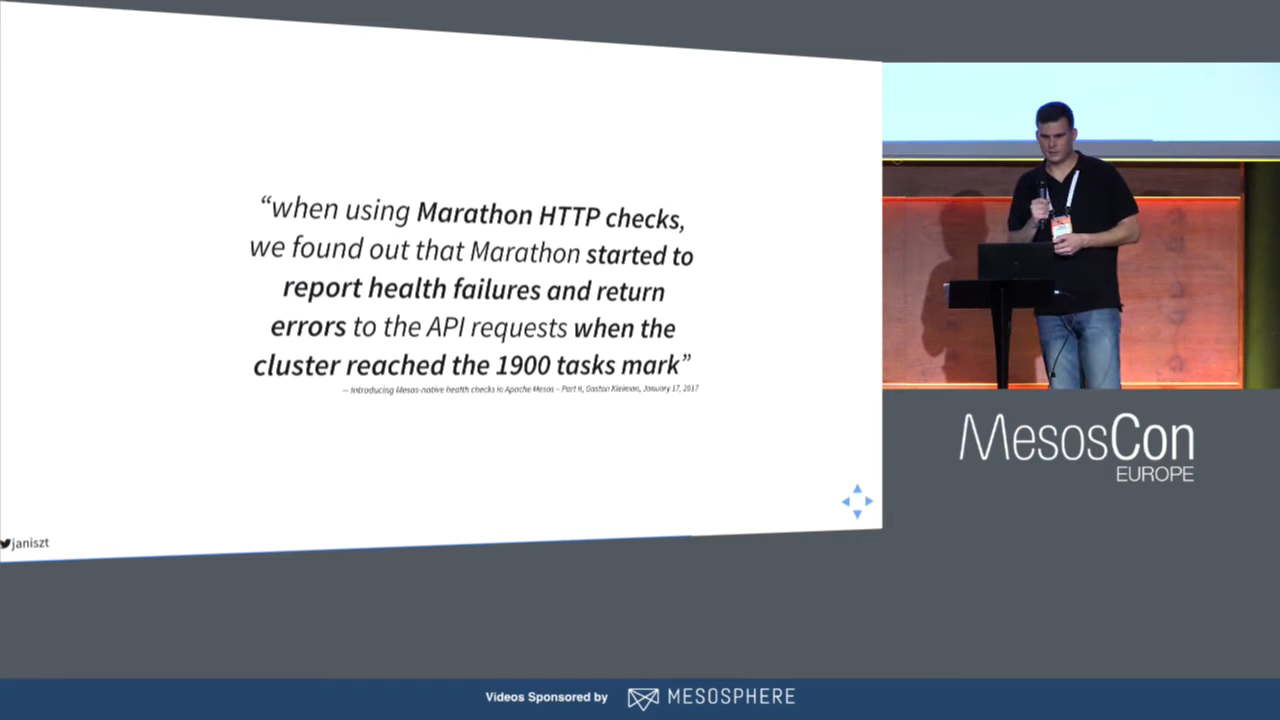 “when using Marathon HTTP checks,
we found out that Marathon started to
report health failures and return
errors to the API requests when the
cluster reached the 1900 tasks mark”
— Introducing Mesos-native health checks in Apache Mesos – Part II, Gastón Kleiman, January 17, 2017
janiszt
MesosCon
EUROPE
Videos Sponsored by MESOSPHERE